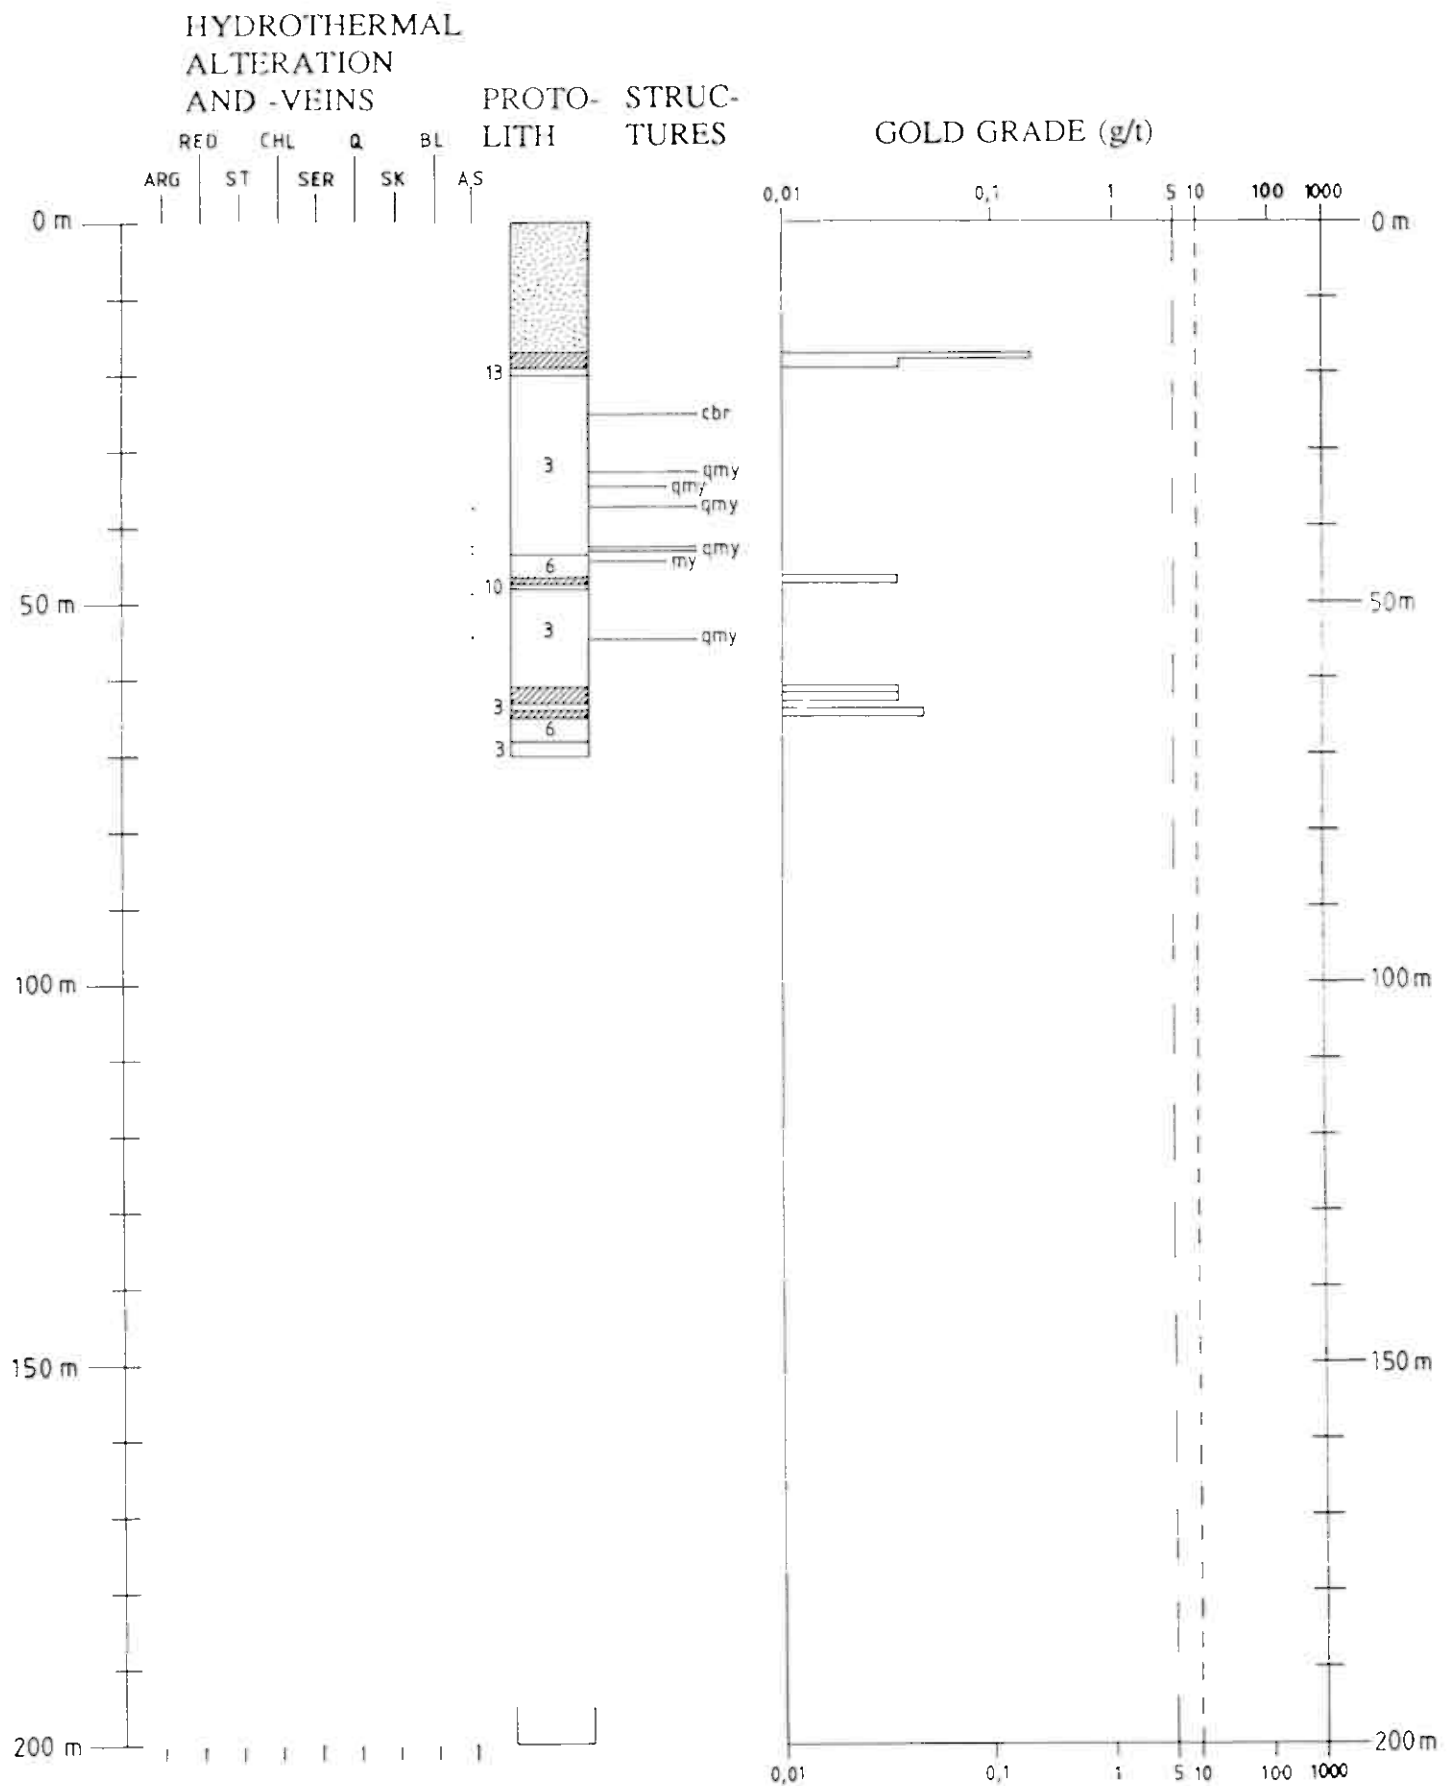 HYDROTHERMAL
ALTERATION
AND -VEINS
PROTO-
LITH
STRUC-
TURES
GOLD GRADE (g/t)
RED CHL Q BL
ARG ST SER SK AS
0,01 0,1 1 5 10 100 1000
0 m
0 m
13
cbr
3
qmy
qmy
qmy
qmy
6
my
10
50 m
50m
3
qmy
3
6
3
100 m
100m
150 m
150m
200 m
200m
0,01 0,1 1 5 10 100 1000